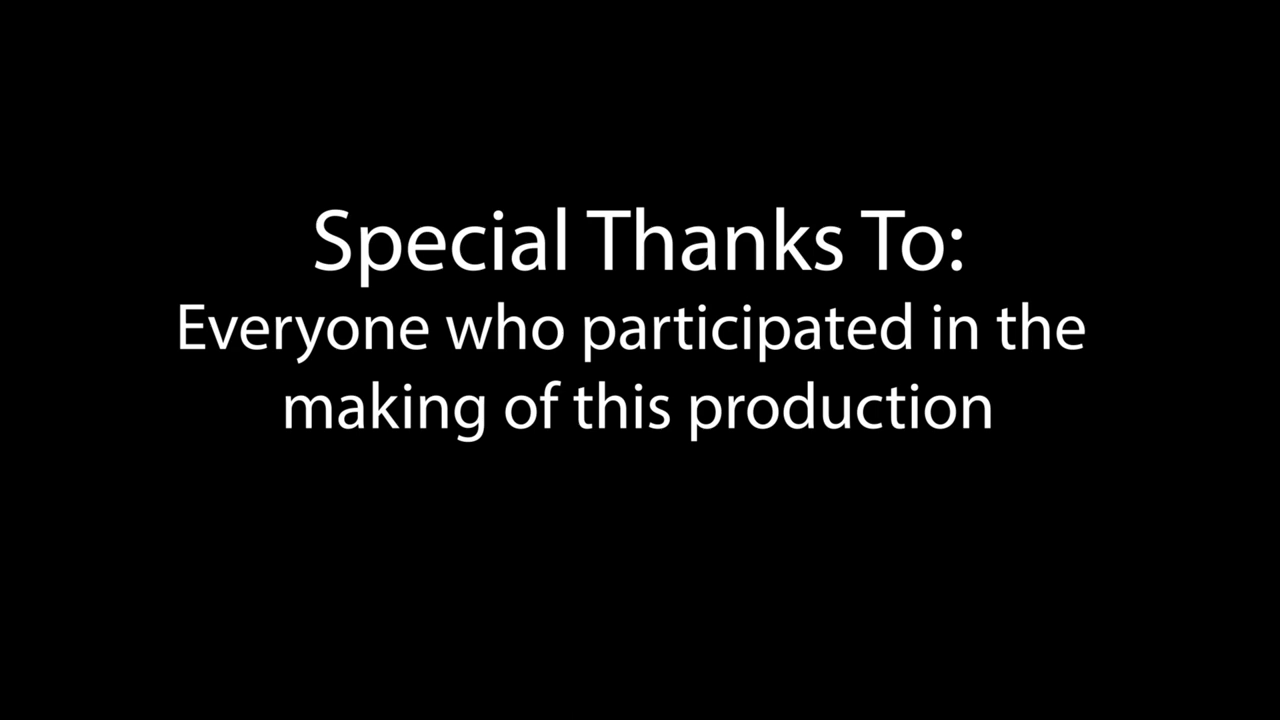 Special Thanks To:
Everyone who participated in the
making of this production